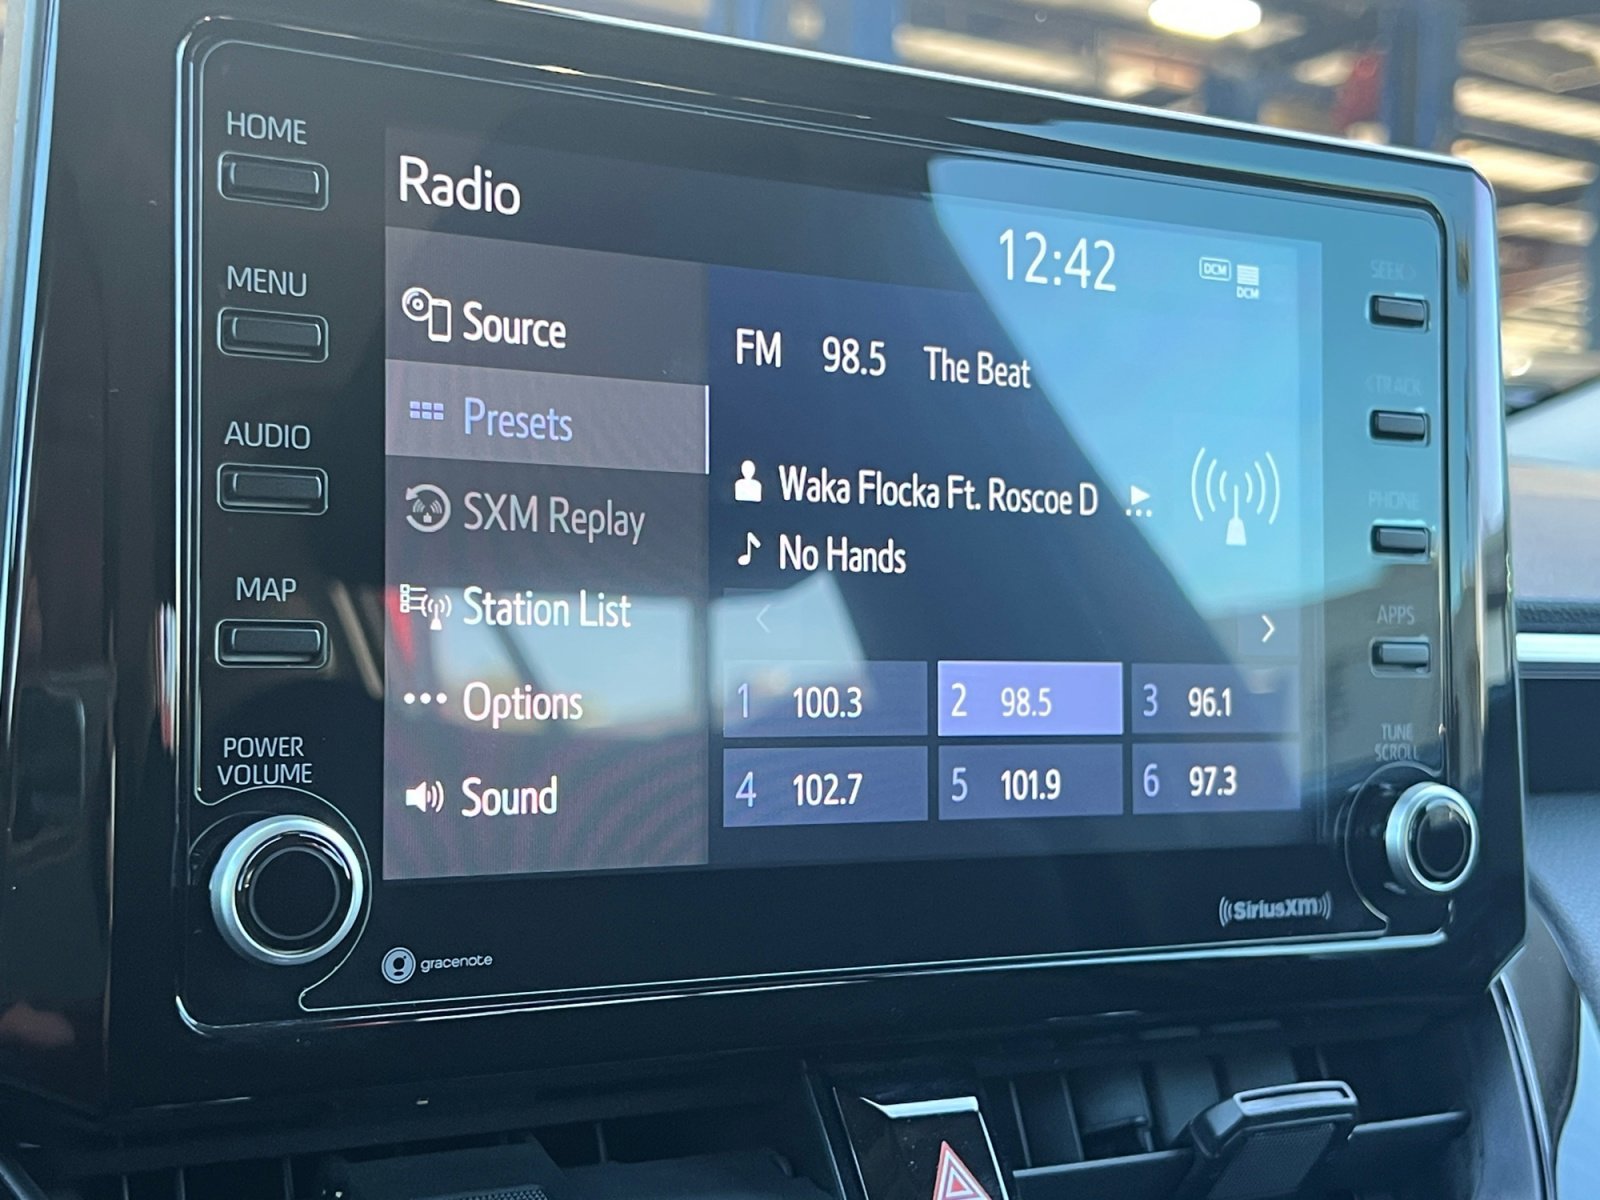 HOME
MENU
AUDIO
MAP
POWER
VOLUME
Radio
12:42
DCM
DCM
Source
Presets
SXM Replay
Station List
Options
Sound
FM 98.5 The Beat
Waka Flocka Ft. Roscoe D ...
No Hands
1 100.3
2 98.5
3 96.1
4 102.7
5 101.9
6 97.3
SEEK >
< TRACK
PHONE
APPS
TUNE
SCROLL
gracenote
((SiriusXM))